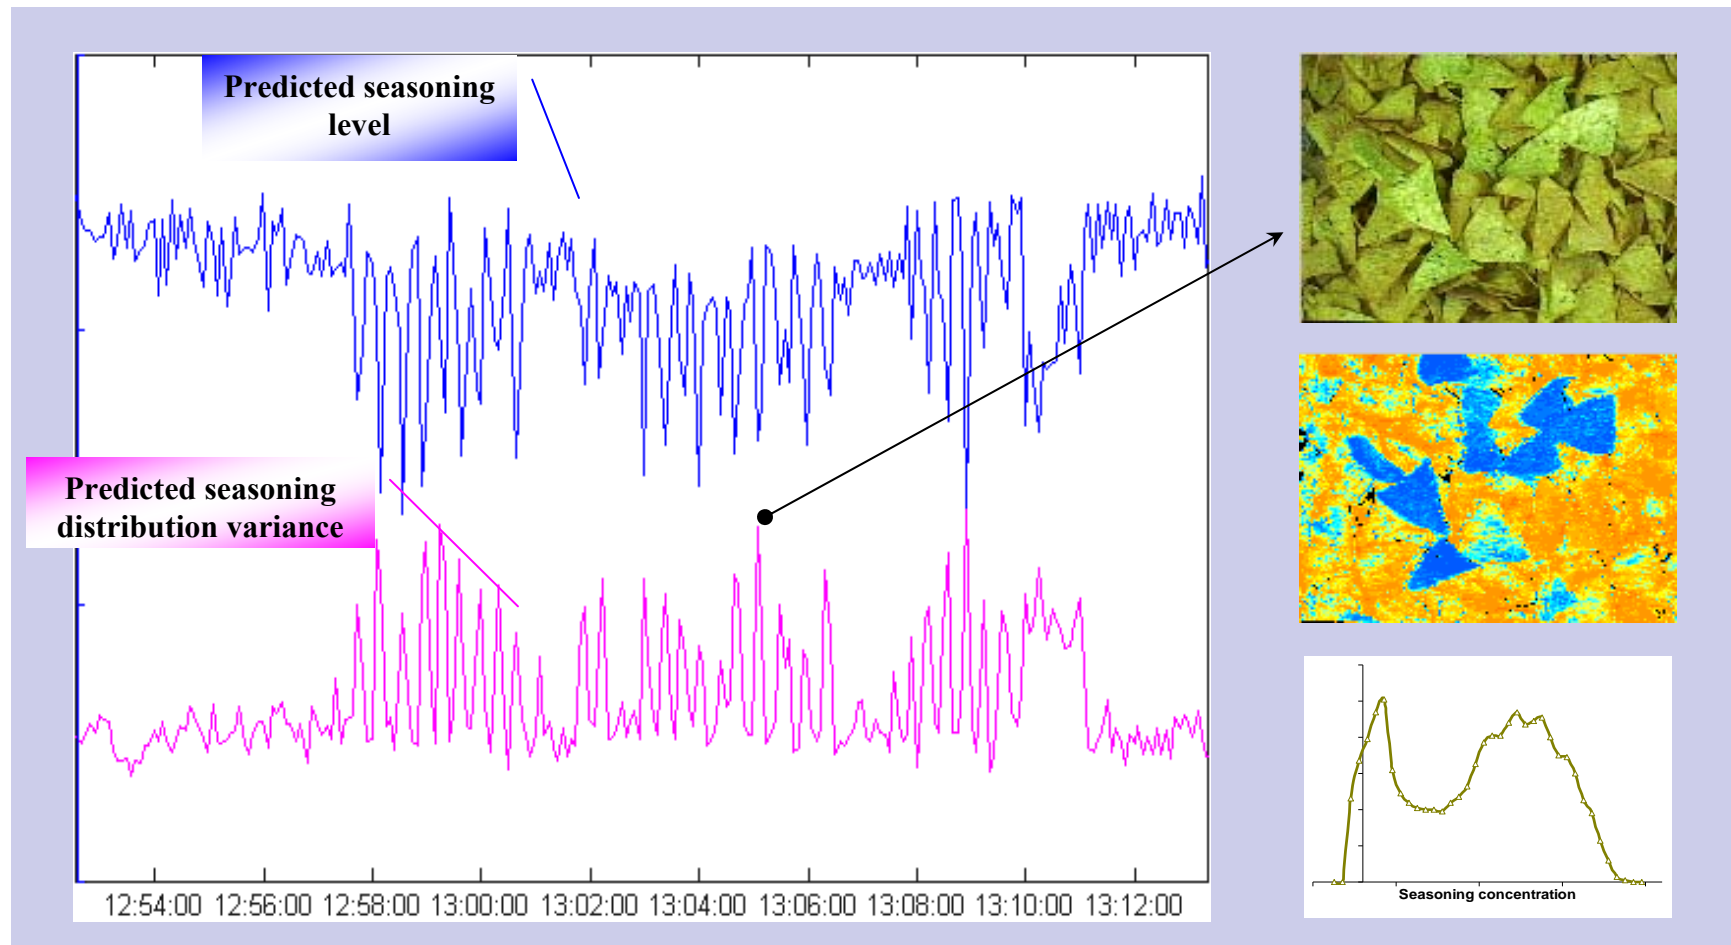 Predicted seasoning
level
Predicted seasoning
distribution variance
12:54:00 12:56:00 12:58:00 13:00:00 13:02:00 13:04:00 13:06:00 13:08:00 13:10:00 13:12:00
Seasoning concentration